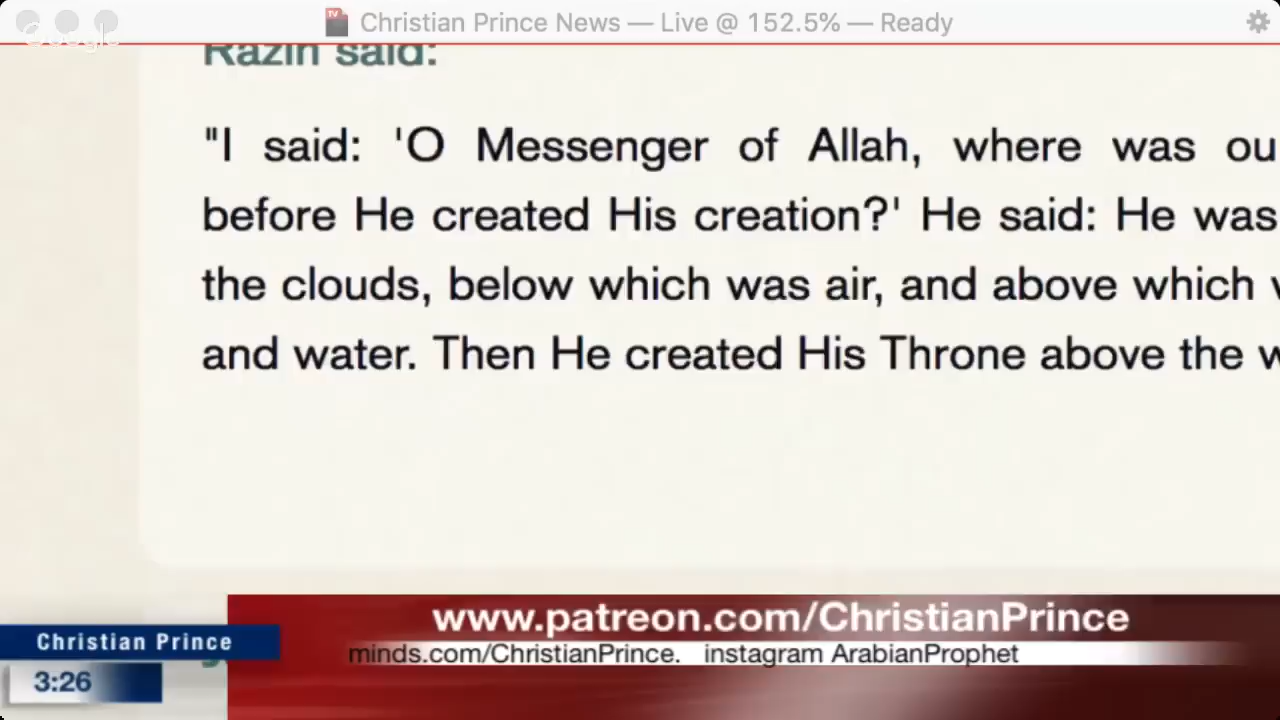 Christian Prince News — Live @ 152.5% — Ready
Google
Razin said:
"I said: 'O Messenger of Allah, where was ou
before He created His creation?' He said: He was
the clouds, below which was air, and above which
and water. Then He created His Throne above the
www.patreon.com/ChristianPrince
Christian Prince
minds.com/ChristianPrince. instagram ArabianProphet
3:26